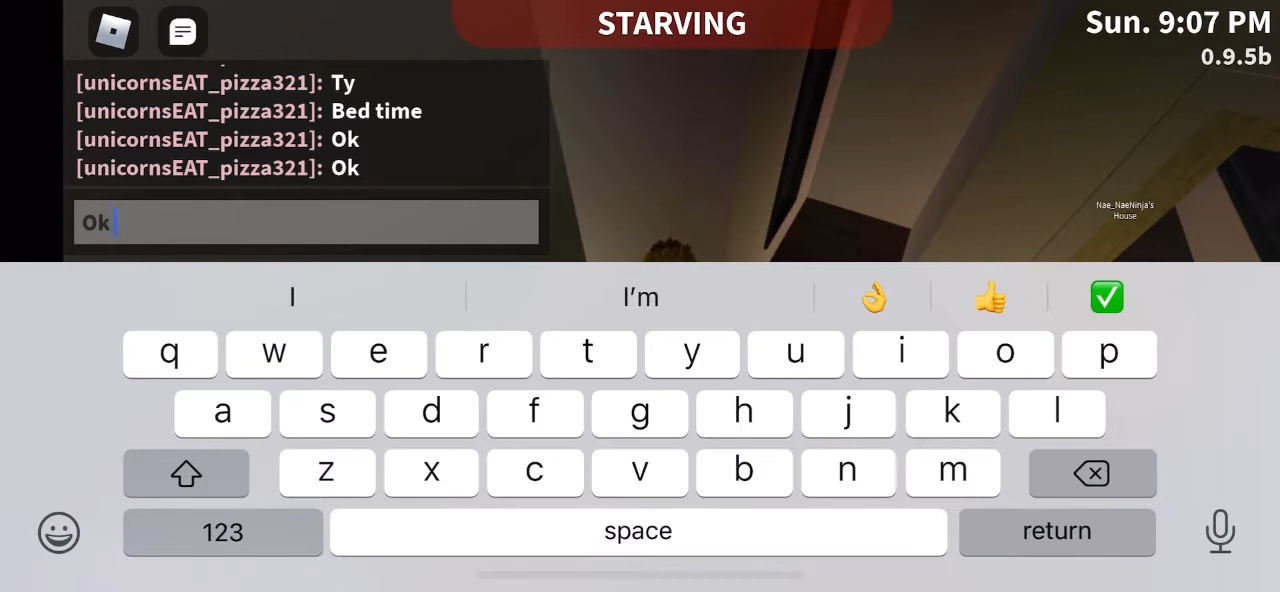 STARVING
Sun. 9:07 PM
0.9.5b
[unicornsEAT_pizza321]: Ty
[unicornsEAT_pizza321]: Bed time
[unicornsEAT_pizza321]: Ok
[unicornsEAT_pizza321]: Ok
Ok
Nae_NaeNinja's
House
I I'm 👌 👍 ✅
q w e r t y u i o p
a s d f g h j k l
z x c v b n m
123 space return